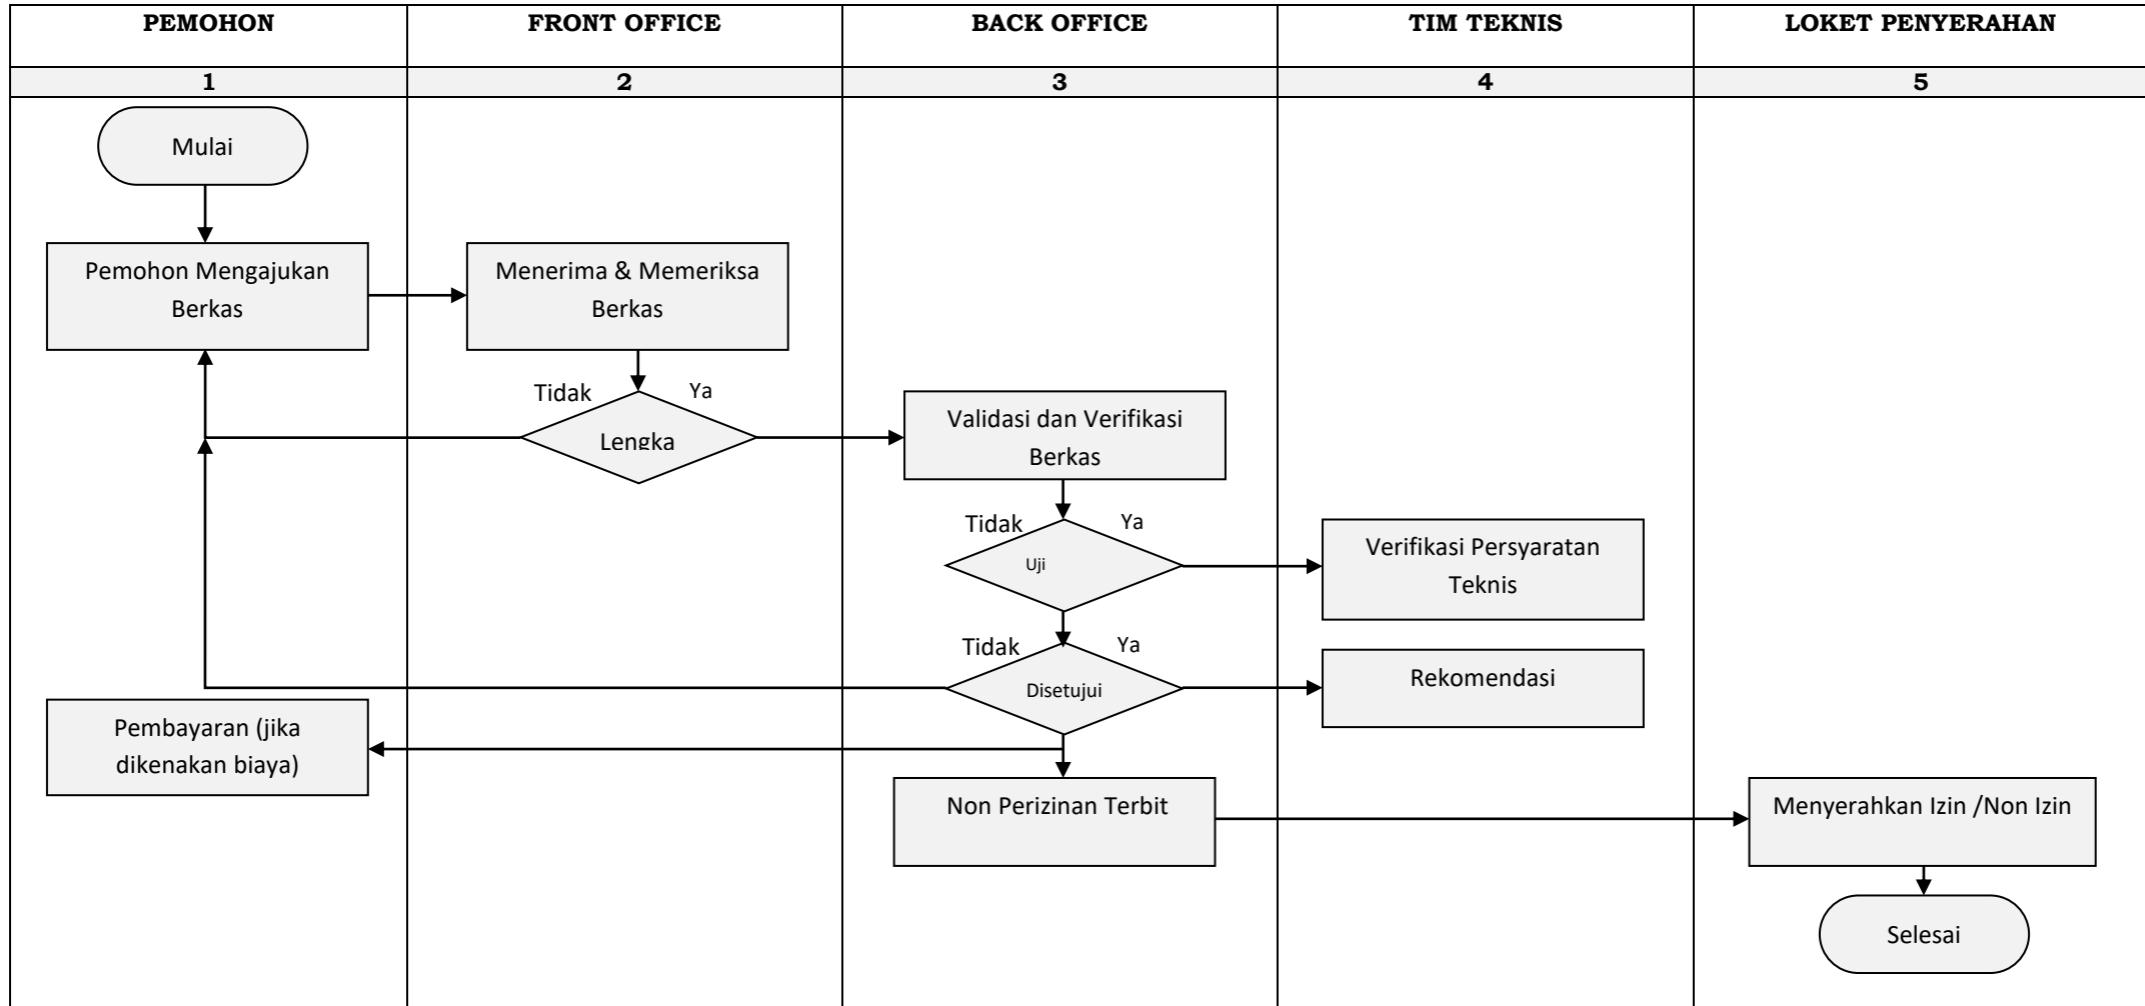 PEMOHON
FRONT OFFICE
BACK OFFICE
TIM TEKNIS
LOKET PENYERAHAN
1
2
3
4
5
Mulai
Pemohon Mengajukan
Berkas
Menerima & Memeriksa
Berkas
Tidak
Ya
Lengka
Validasi dan Verifikasi
Berkas
Tidak
Ya
Uji
Verifikasi Persyaratan
Teknis
Tidak
Ya
Disetujui
Rekomendasi
Pembayaran (jika
dikenakan biaya)
Non Perizinan Terbit
Menyerahkan Izin /Non Izin
Selesai